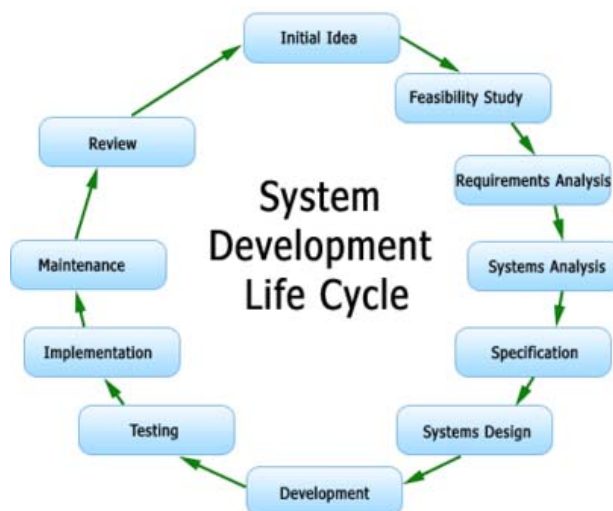 Initial Idea
Feasibility Study
Requirements Analysis
Systems Analysis
Specification
Systems Design
Development
Testing
Implementation
Maintenance
Review
System
Development
Life Cycle